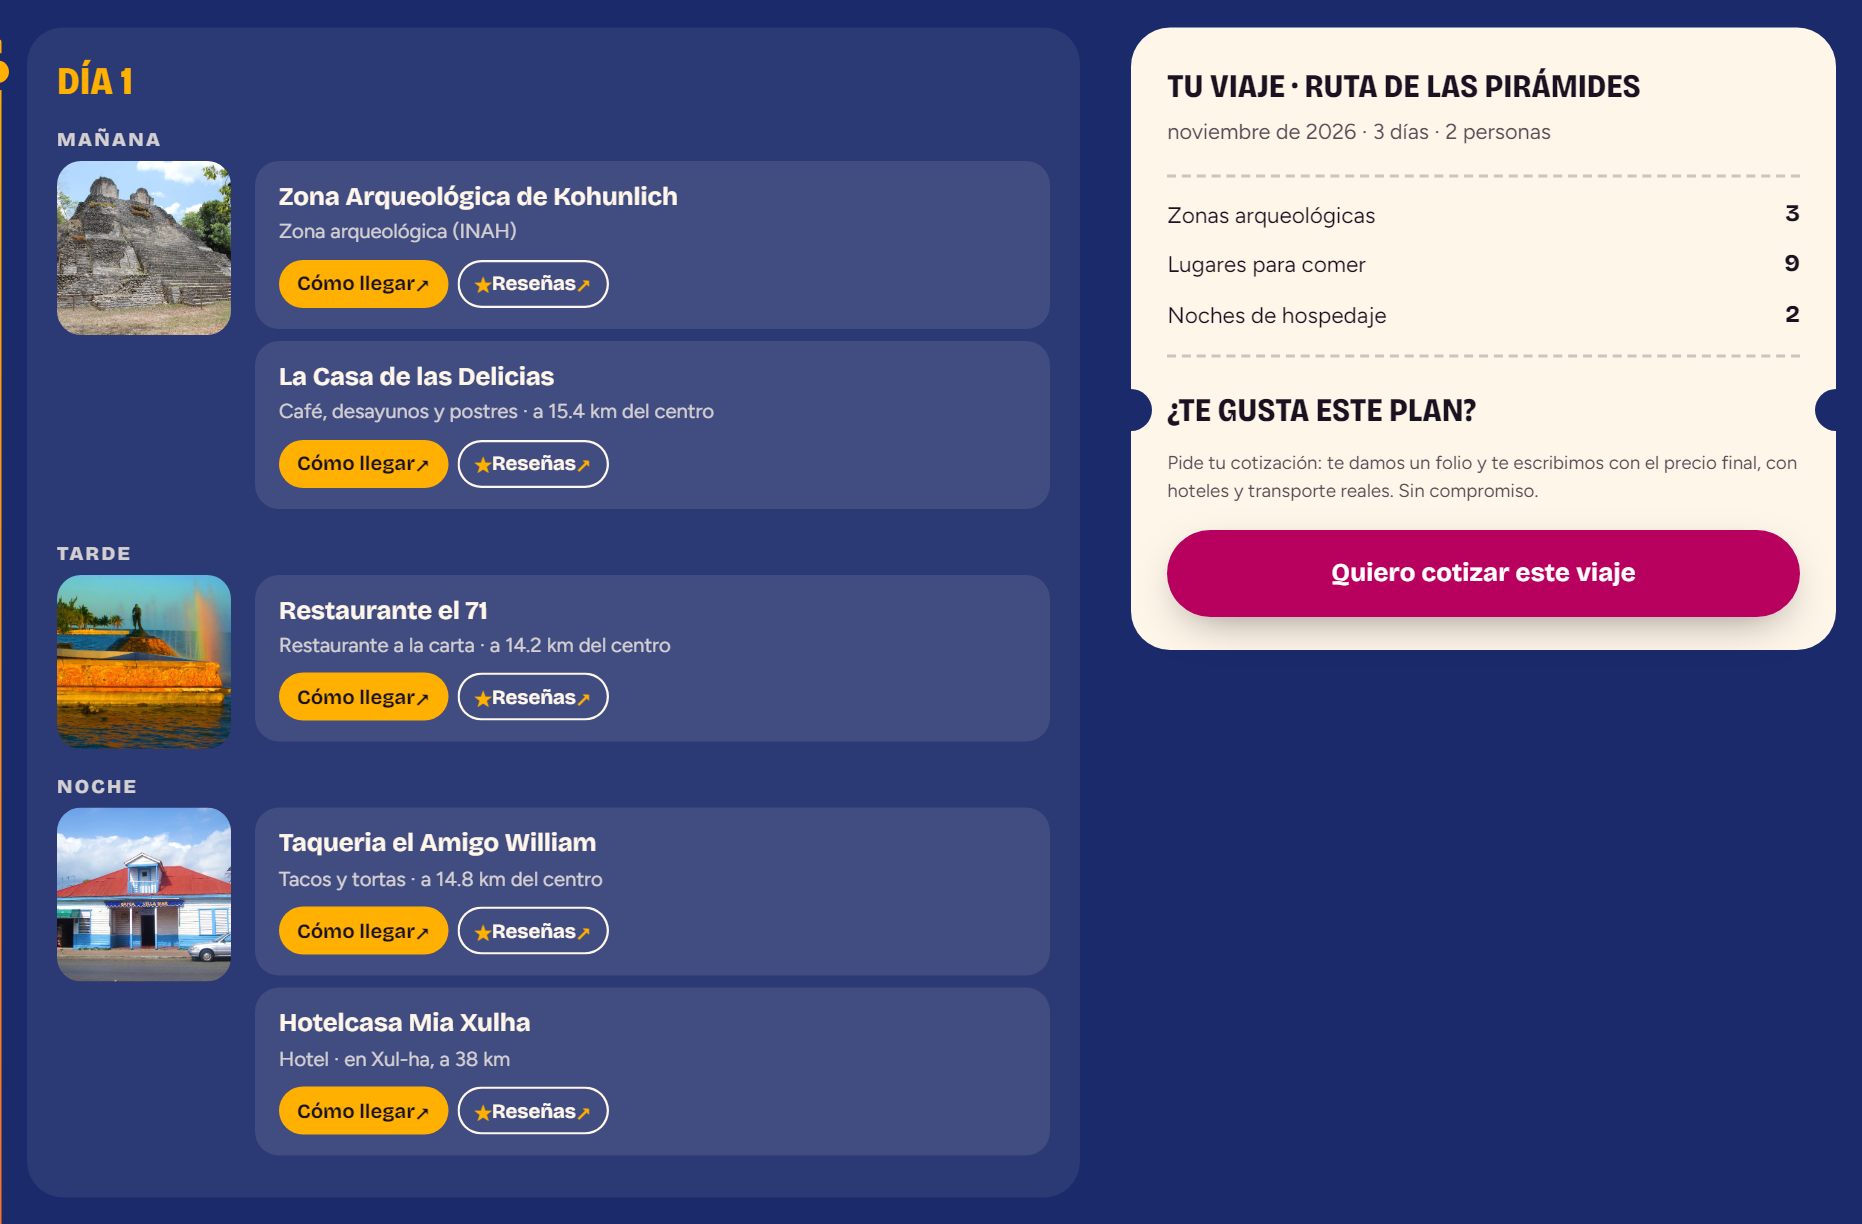 DÍA 1
MAÑANA
Zona Arqueológica de Kohunlich
Zona arqueológica (INAH)
Cómo llegar↗ ★Reseñas↗
La Casa de las Delicias
Café, desayunos y postres · a 15.4 km del centro
Cómo llegar↗ ★Reseñas↗
TARDE
Restaurante el 71
Restaurante a la carta · a 14.2 km del centro
Cómo llegar↗ ★Reseñas↗
NOCHE
Taqueria el Amigo William
Tacos y tortas · a 14.8 km del centro
Cómo llegar↗ ★Reseñas↗
Hotelcasa Mia Xulha
Hotel · en Xul-ha, a 38 km
Cómo llegar↗ ★Reseñas↗
TU VIAJE · RUTA DE LAS PIRÁMIDES
noviembre de 2026 · 3 días · 2 personas
Zonas arqueológicas 3
Lugares para comer 9
Noches de hospedaje 2
¿TE GUSTA ESTE PLAN?
Pide tu cotización: te damos un folio y te escribimos con el precio final, con
hoteles y transporte reales. Sin compromiso.
Quiero cotizar este viaje